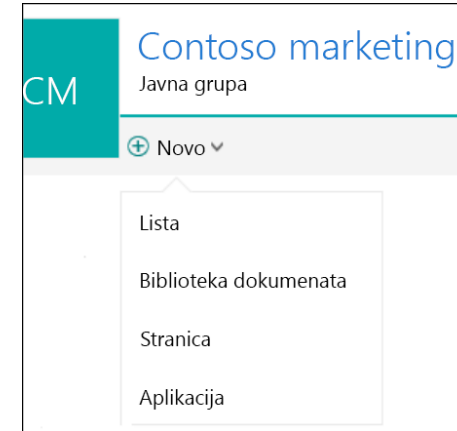 Contoso marketing
CM
Javna grupa
Novo
Lista
Biblioteka dokumenata
Stranica
Aplikacija